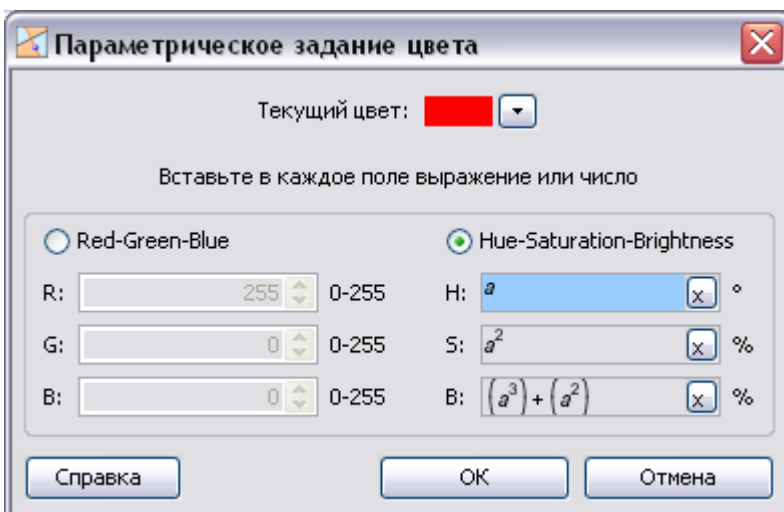 Параметрическое задание цвета
Текущий цвет:
Вставьте в каждое поле выражение или число
Red-Green-Blue
Hue-Saturation-Brightness
R: 255 0-255 H: a x °
G: 0 0-255 S: a² x %
B: 0 0-255 B: (a³) + (a²) x %
Справка
ОК
Отмена